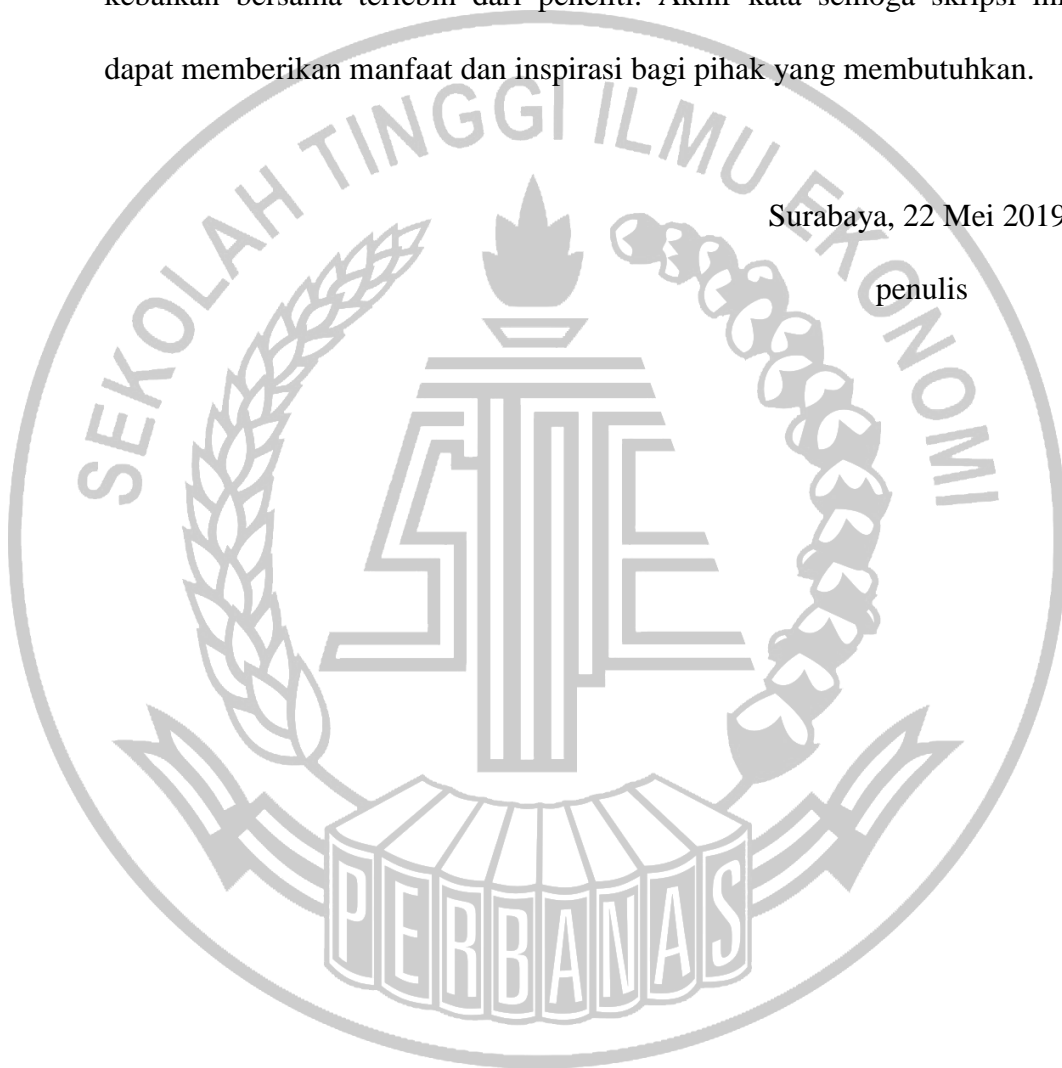 kebaikan bersama terlebih dari peneliti. Akhir kata semoga skripsi ini
dapat memberikan manfaat dan inspirasi bagi pihak yang membutuhkan.
SEKOLAH TINGGI ILMU EKONOMI
Surabaya, 22 Mei 2019
penulis
STIE
PERBANAS